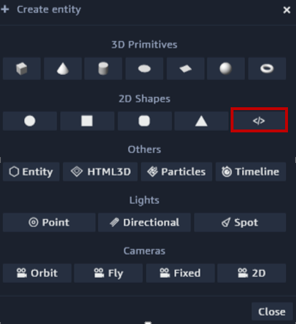 + Create entity ×
3D Primitives
2D Shapes
</>
Others
Entity HTML3D Particles Timeline
Lights
Point Directional Spot
Cameras
Orbit Fly Fixed 2D
Close